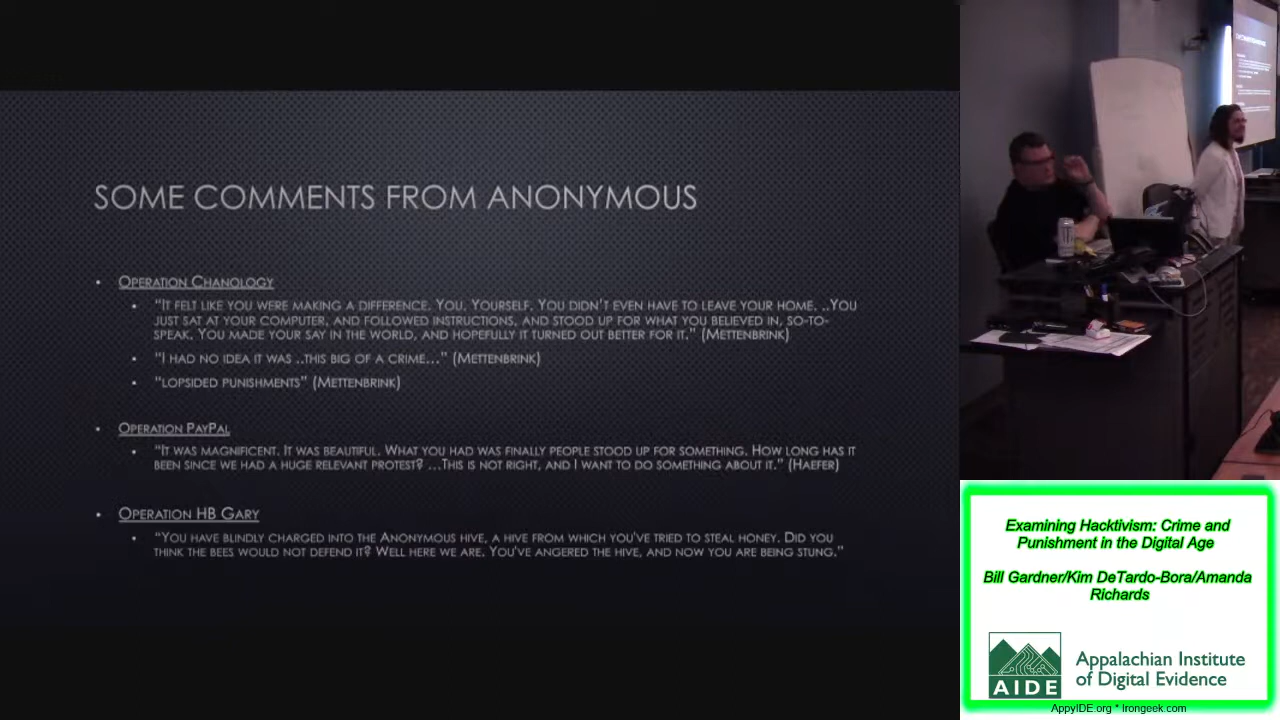 SOME COMMENTS FROM ANONYMOUS
• OPERATION CHANOLOGY
• “IT FELT LIKE YOU WERE MAKING A DIFFERENCE. YOU, YOURSELF. YOU DIDN’T EVEN HAVE TO LEAVE YOUR HOME. ..YOU
JUST SAT AT YOUR COMPUTER, AND FOLLOWED INSTRUCTIONS, AND STOOD UP FOR WHAT YOU BELIEVED IN, SO-TO-
SPEAK. YOU MADE YOUR SAY IN THE WORLD, AND HOPEFULLY IT TURNED OUT BETTER FOR IT.” (METTENBRINK)
• “I HAD NO IDEA IT WAS ..THIS BIG OF A CRIME…” (METTENBRINK)
• “LOPSIDED PUNISHMENTS” (METTENBRINK)
• OPERATION PAYPAL
• “IT WAS MAGNIFICENT. IT WAS BEAUTIFUL. WHAT YOU HAD WAS FINALLY PEOPLE STOOD UP FOR SOMETHING. HOW LONG HAS IT
BEEN SINCE WE HAD A HUGE RELEVANT PROTEST? …THIS IS NOT RIGHT, AND I WANT TO DO SOMETHING ABOUT IT.” (HAEFER)
• OPERATION HB GARY
• “YOU HAVE BLINDLY CHARGED INTO THE ANONYMOUS HIVE, A HIVE FROM WHICH YOU'VE TRIED TO STEAL HONEY. DID YOU
THINK THE BEES WOULD NOT DEFEND IT? WELL HERE WE ARE. YOU'VE ANGERED THE HIVE, AND NOW YOU ARE BEING STUNG.”
Examining Hacktivism: Crime and
Punishment in the Digital Age
Bill Gardner/Kim DeTardo-Bora/Amanda
Richards
AIDE
Appalachian Institute
of Digital Evidence
AppyIDE.org * Irongeek.com